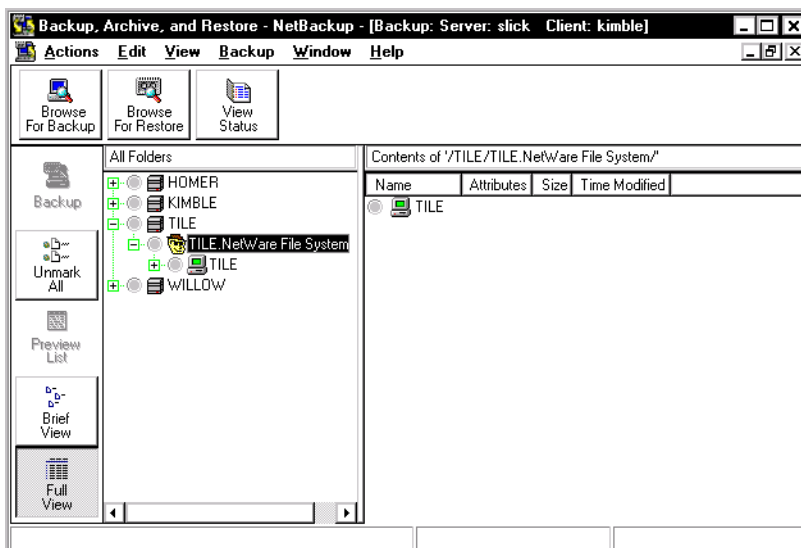 Backup, Archive, and Restore - NetBackup - [Backup: Server: slick   Client: kimble]
Actions Edit View Backup Window Help
Browse For Backup
Browse For Restore
View Status
Backup
Unmark All
Preview List
Brief View
Full View
All Folders
HOMER
KIMBLE
TILE
TILE.NetWare File System
TILE
WILLOW
Contents of '/TILE/TILE.NetWare File System/'
Name Attributes Size Time Modified
TILE